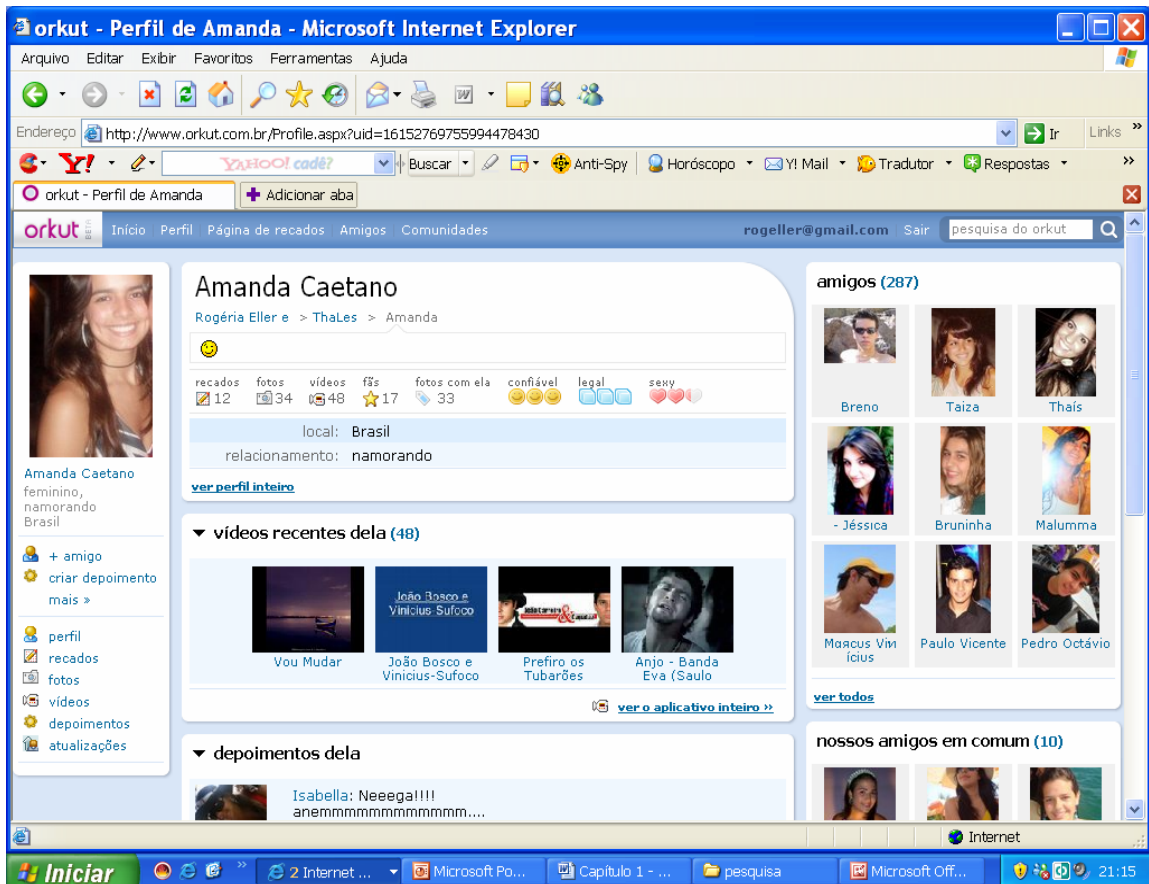 orkut - Perfil de Amanda - Microsoft Internet Explorer
Arquivo Editar Exibir Favoritos Ferramentas Ajuda
Endereço http://www.orkut.com.br/Profile.aspx?uid=16152769755994478430 Ir Links »
Y! YAHOO! cadê? Buscar Anti-Spy Horóscopo Y! Mail Tradutor Respostas »
orkut - Perfil de Amanda Adicionar aba
orkut BETA Início Perfil Página de recados Amigos Comunidades rogeller@gmail.com Sair pesquisa do orkut
Amanda Caetano
feminino,
namorando
Brasil
+ amigo
criar depoimento
mais »
perfil
recados
fotos
vídeos
depoimentos
atualizações
Amanda Caetano
Rogéria Eller e > ThaLes > Amanda
recados fotos vídeos fãs fotos com ela confiável legal sexy
12 34 48 17 33
local: Brasil
relacionamento: namorando
ver perfil inteiro
vídeos recentes dela (48)
João Bosco e
Vinicius-Sufoco
Vou Mudar
João Bosco e
Vinicius-Sufoco
Prefiro os
Tubarões
Anjo - Banda
Eva (Saulo
ver o aplicativo inteiro »
depoimentos dela
Isabella: Neeega!!!!
anemmmmmmmmmmmm....
amigos (287)
Breno Taiza Thaís
- Jéssica Bruninha Malumma
Marcus Vin
ícius
Paulo Vicente Pedro Octávio
ver todos
nossos amigos em comum (10)
Internet
Iniciar » 2 Internet ... Microsoft Po... Capítulo 1 - ... pesquisa Microsoft Off... 21:15